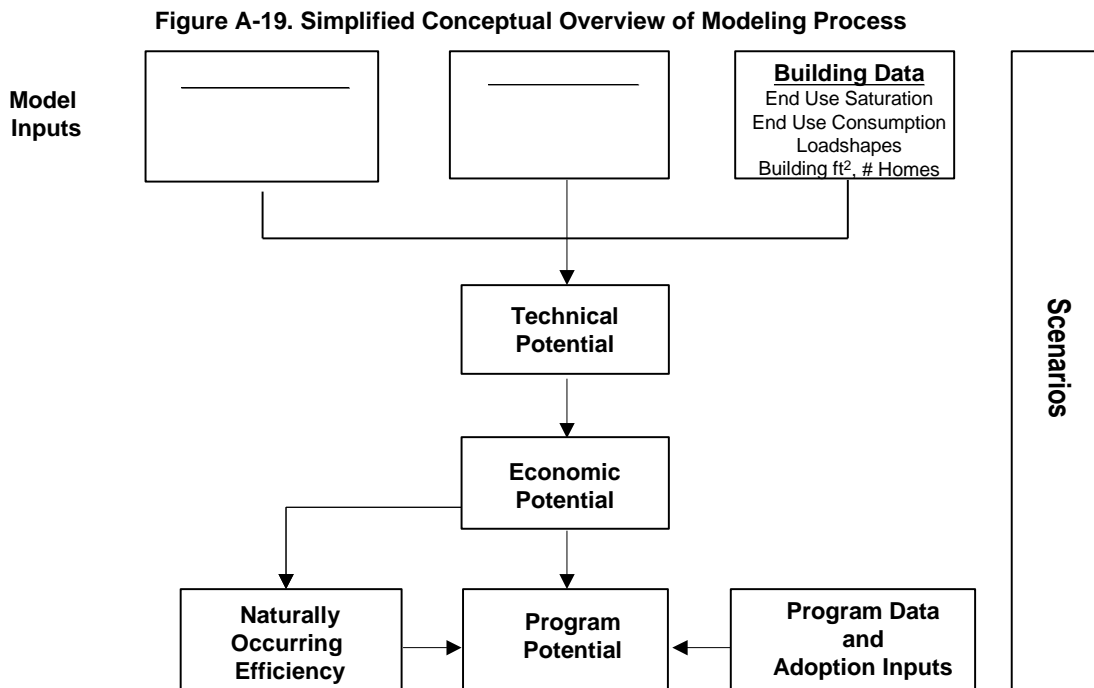 Figure A-19. Simplified Conceptual Overview of Modeling Process
Model
Inputs
Building Data
End Use Saturation
End Use Consumption
Loadshapes
Building ft², # Homes
Technical
Potential
Economic
Potential
Naturally
Occurring
Efficiency
Program
Potential
Program Data
and
Adoption Inputs
Scenarios